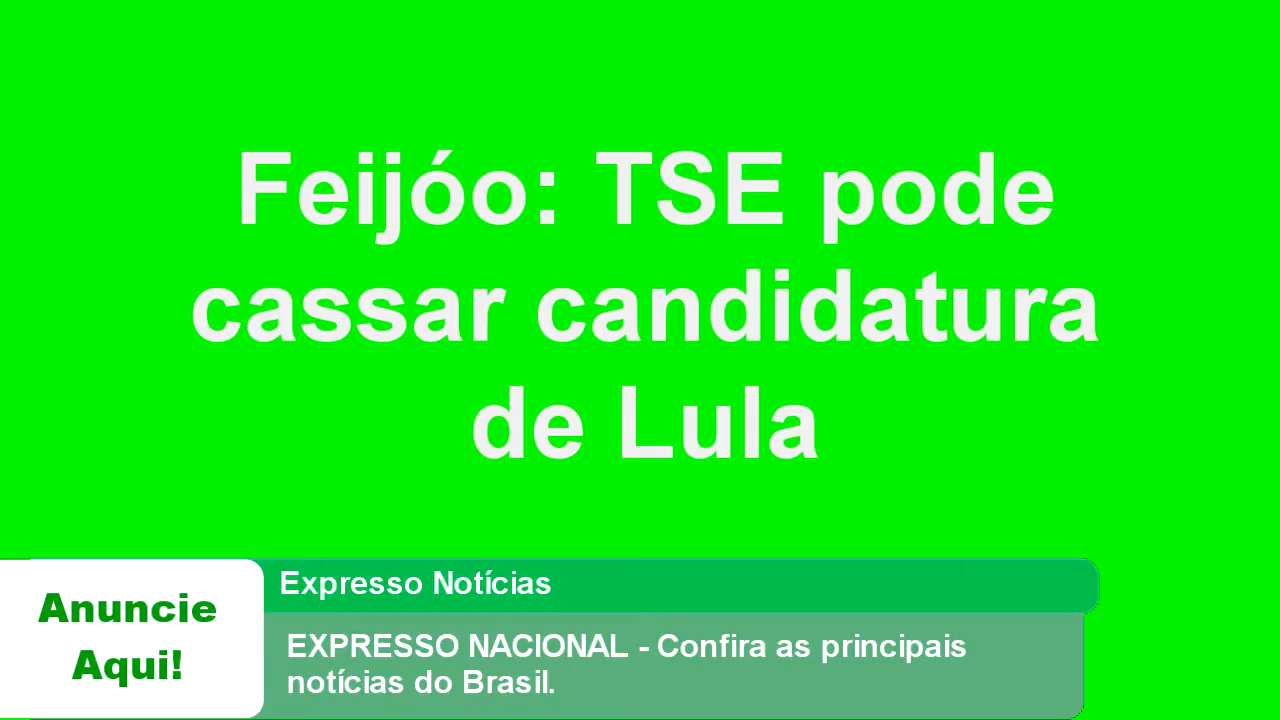 Feijóo: TSE pode
cassar candidatura
de Lula
Anuncie
Aqui!
Expresso Notícias
EXPRESSO NACIONAL - Confira as principais
notícias do Brasil.